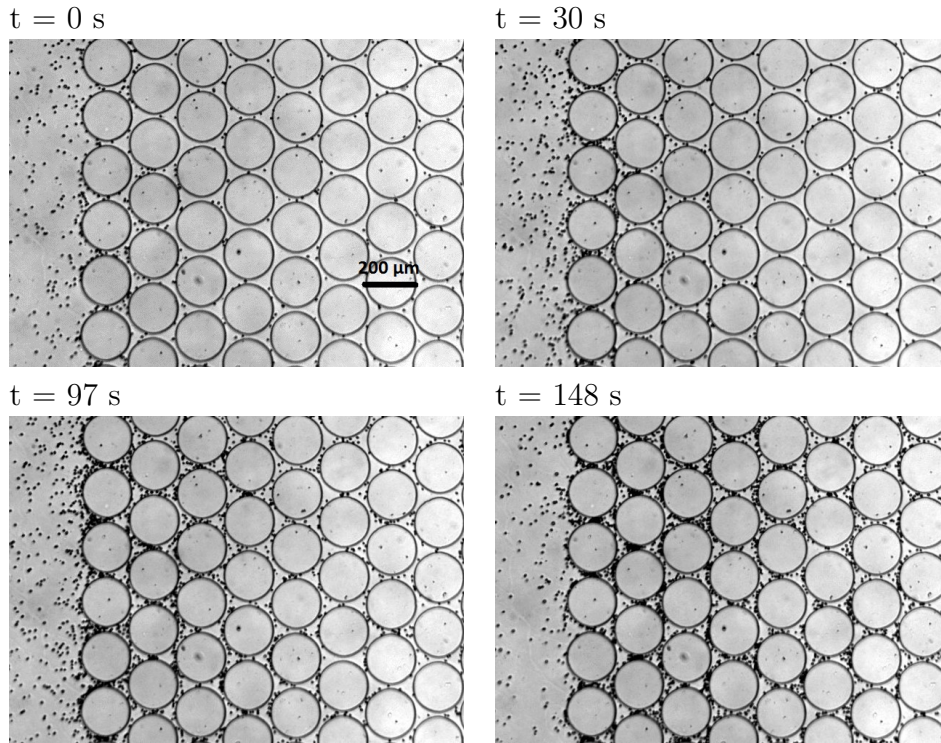 t = 0 s
t = 30 s
200 μm
t = 97 s
t = 148 s